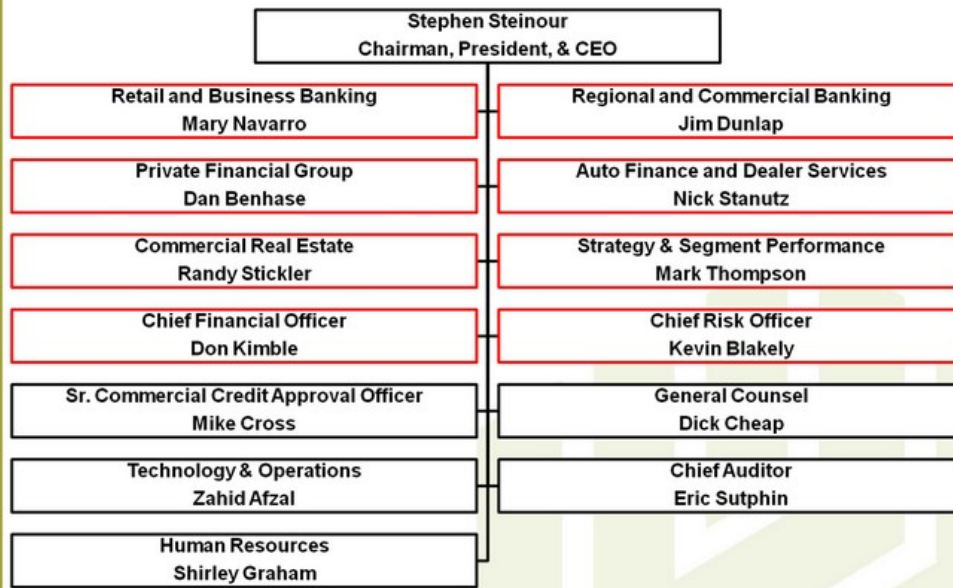 Stephen Steinour
Chairman, President, & CEO
Retail and Business Banking
Mary Navarro
Regional and Commercial Banking
Jim Dunlap
Private Financial Group
Dan Benhase
Auto Finance and Dealer Services
Nick Stanutz
Commercial Real Estate
Randy Stickler
Strategy & Segment Performance
Mark Thompson
Chief Financial Officer
Don Kimble
Chief Risk Officer
Kevin Blakely
Sr. Commercial Credit Approval Officer
Mike Cross
General Counsel
Dick Cheap
Technology & Operations
Zahid Afzal
Chief Auditor
Eric Sutphin
Human Resources
Shirley Graham